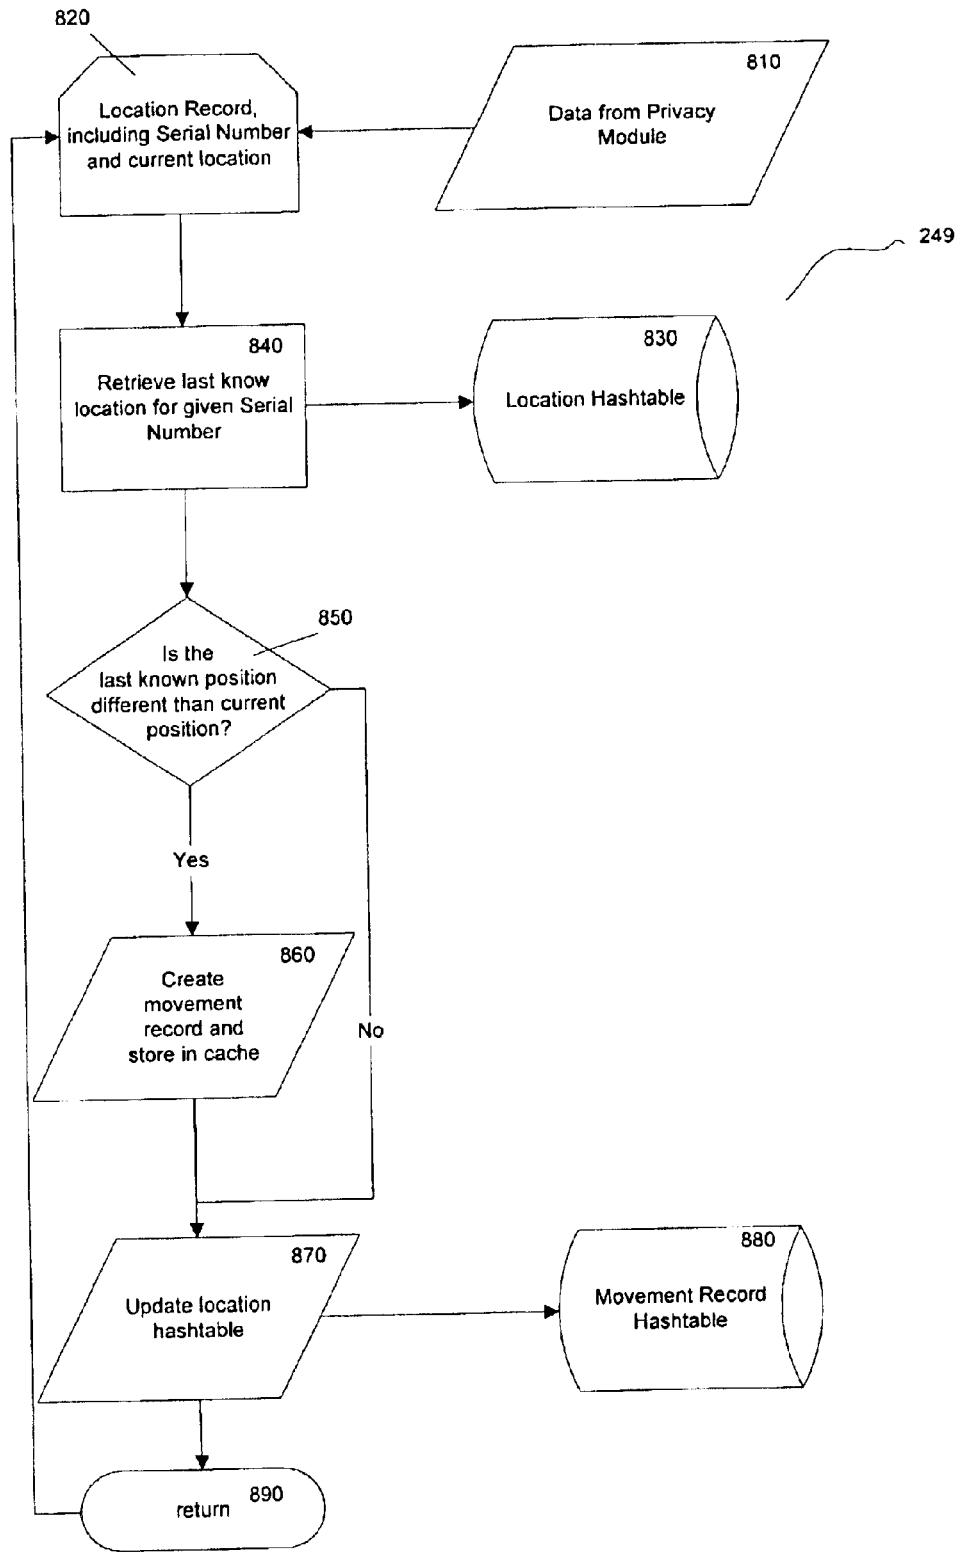 820
810
Location Record,
including Serial Number
and current location
Data from Privacy
Module
249
840
Retrieve last know
location for given Serial
Number
830
Location Hashtable
850
Is the
last known position
different than current
position?
Yes
No
860
Create
movement
record and
store in cache
870
Update location
hashtable
880
Movement Record
Hashtable
890
return